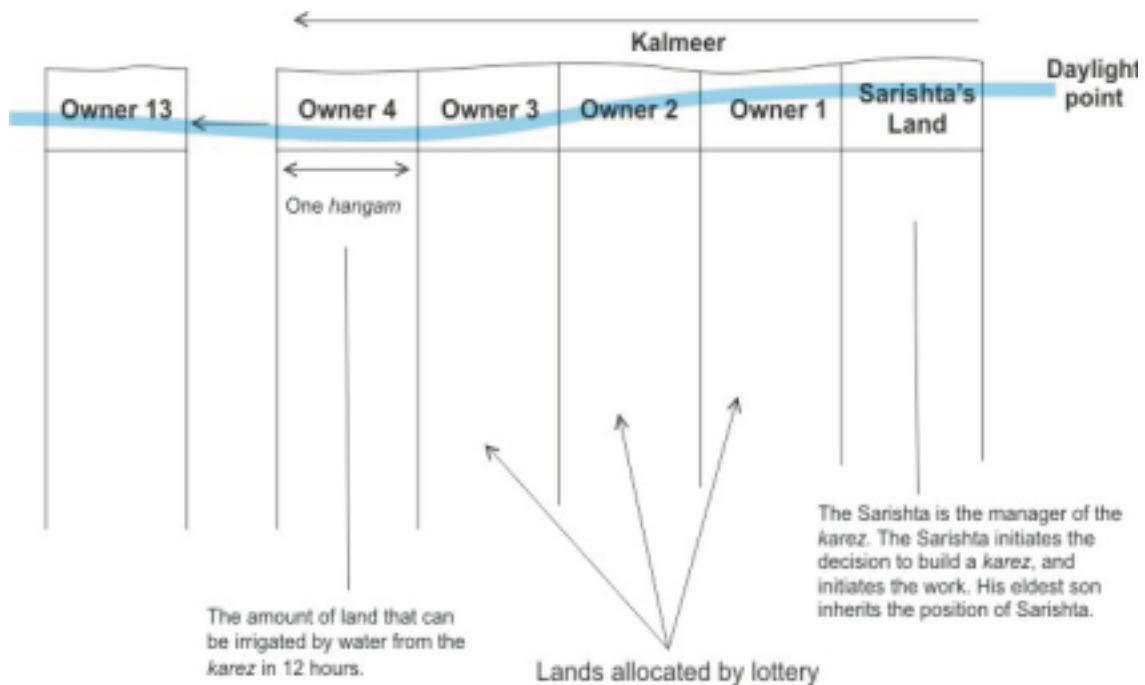 Kalmeer
Daylight
point
Owner 13
Owner 4
Owner 3
Owner 2
Owner 1
Sarishta's
Land
One hangam
The Sarishta is the manager of the
karez. The Sarishta initiates the
decision to build a karez, and
initiates the work. His eldest son
inherits the position of Sarishta.
The amount of land that can
be irrigated by water from the
karez in 12 hours.
Lands allocated by lottery